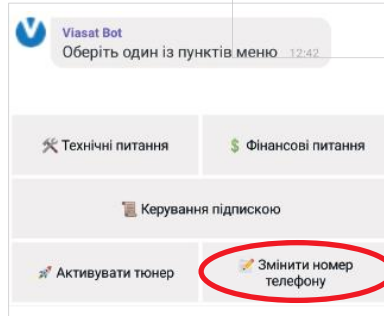 Viasat Bot
Оберіть один із пунктів меню 12:42
🛠 Технічні питання
💲 Фінансові питання
📜 Керування підпискою
🚀 Активувати тюнер
📝 Змінити номер
телефону